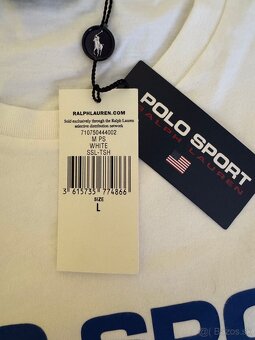 RALPHLAUREN.COM
Sold exclusively through the Ralph Lauren
selective distribution network
710750444002
M PS
WHITE
SSL-TSH
3 615735 774866
SIZE
L
POLO SPORT
RALPH LAUREN
SPO